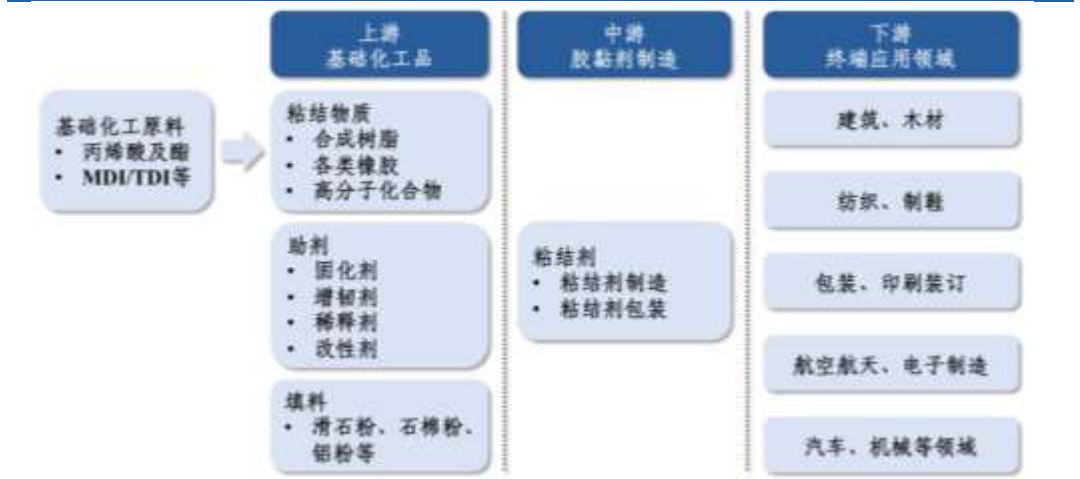 上游
基础化工品
中游
胶黏剂制造
下游
终端应用领域
基础化工原料
• 丙烯酸及酯
• MDI/TDI等
粘结物质
• 合成树脂
• 各类橡胶
• 高分子化合物
助剂
• 固化剂
• 增韧剂
• 稀释剂
• 改性剂
填料
• 滑石粉、石棉粉、
铝粉等
粘结剂
• 粘结剂制造
• 粘结剂包装
建筑、木材
纺织、制鞋
包装、印刷装订
航空航天、电子制造
汽车、机械等领域